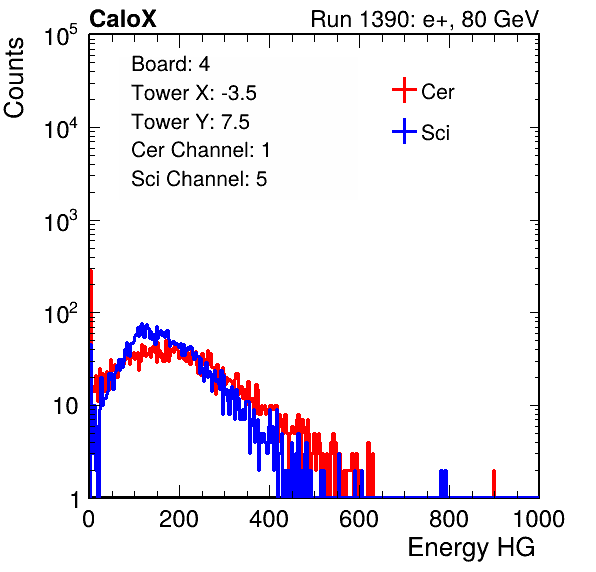 CaloX Run 1390: e+, 80 GeV
Counts
10^5
10^4
10^3
10^2
10
1
Board: 4
Tower X: -3.5
Tower Y: 7.5
Cer Channel: 1
Sci Channel: 5
Cer
Sci
0 200 400 600 800 1000
Energy HG